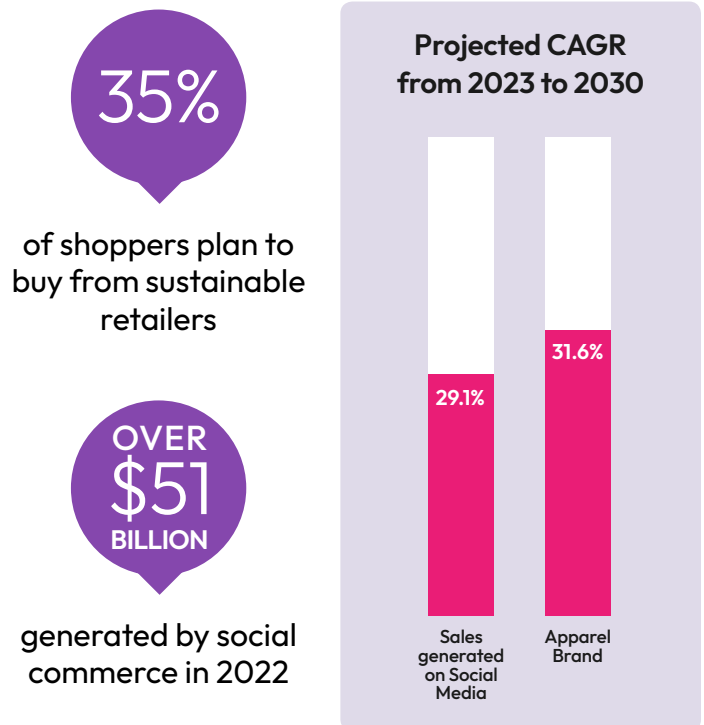 35%
of shoppers plan to
buy from sustainable
retailers
OVER
$51
BILLION
generated by social
commerce in 2022
Projected CAGR
from 2023 to 2030
29.1%
31.6%
Sales
generated
on Social
Media
Apparel
Brand